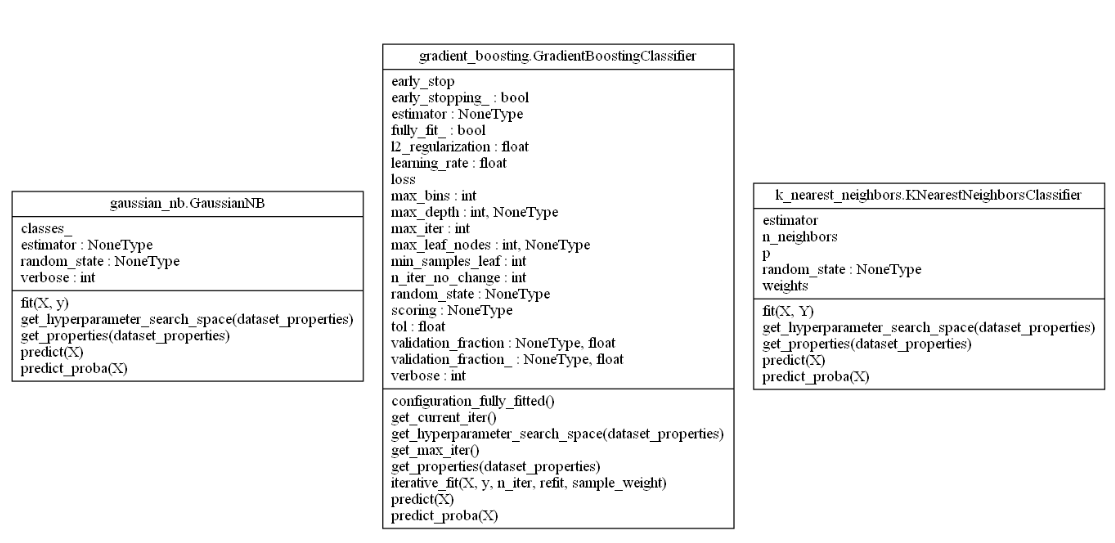 gaussian_nb.GaussianNB
classes_
estimator : NoneType
random_state : NoneType
verbose : int
fit(X, y)
get_hyperparameter_search_space(dataset_properties)
get_properties(dataset_properties)
predict(X)
predict_proba(X)
gradient_boosting.GradientBoostingClassifier
early_stop
early_stopping_ : bool
estimator : NoneType
fully_fit_ : bool
l2_regularization : float
learning_rate : float
loss
max_bins : int
max_depth : int, NoneType
max_iter : int
max_leaf_nodes : int, NoneType
min_samples_leaf : int
n_iter_no_change : int
random_state : NoneType
scoring : NoneType
tol : float
validation_fraction : NoneType, float
validation_fraction_ : NoneType, float
verbose : int
configuration_fully_fitted()
get_current_iter()
get_hyperparameter_search_space(dataset_properties)
get_max_iter()
get_properties(dataset_properties)
iterative_fit(X, y, n_iter, refit, sample_weight)
predict(X)
predict_proba(X)
k_nearest_neighbors.KNearestNeighborsClassifier
estimator
n_neighbors
p
random_state : NoneType
weights
fit(X, Y)
get_hyperparameter_search_space(dataset_properties)
get_properties(dataset_properties)
predict(X)
predict_proba(X)